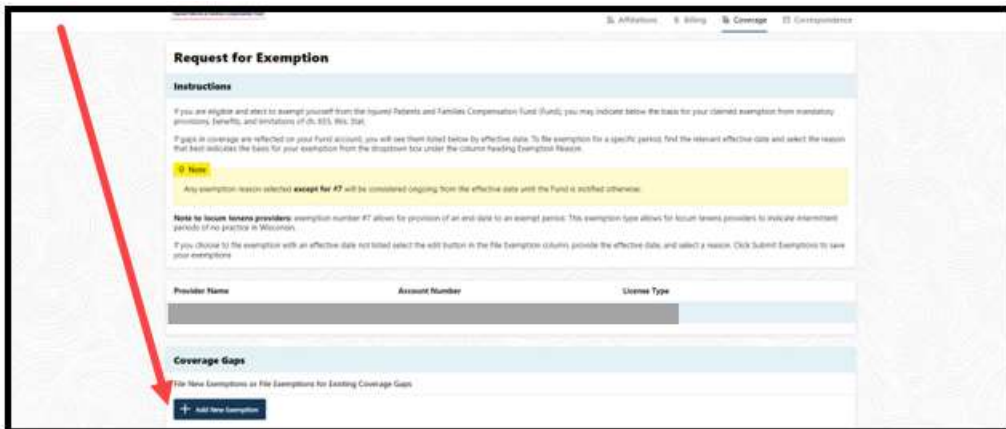 Affiliations $ Billing Coverage Correspondence
Request for Exemption
Instructions
If you are eligible and elect to exempt yourself from the Injured Patients and Families Compensation Fund (Fund), you may indicate below the basis for your claimed exemption from mandatory
provisions, benefits, and limitations of ch. 655, Wis. Stat.
If gaps in coverage are reflected on your Fund account, you will see them listed below by effective date. To file exemption for a specific period, find the relevant effective date and select the reason
that best indicates the basis for your exemption from the dropdown box under the column heading Exemption Reason.
Note
Any exemption reason selected except for #7 will be considered ongoing from the effective date until the Fund is notified otherwise.
Note to locum tenens providers: exemption number #7 allows for provision of an end date to an exempt period. This exemption type allows for locum tenens providers to indicate intermittent
periods of no practice in Wisconsin.
If you choose to file exemption with an effective date not listed select the edit button in the File Exemption column, provide the effective date, and select a reason. Click Submit Exemptions to save
your exemptions
Provider Name Account Number License Type
Coverage Gaps
File New Exemptions or File Exemptions for Existing Coverage Gaps
+ Add New Exemption